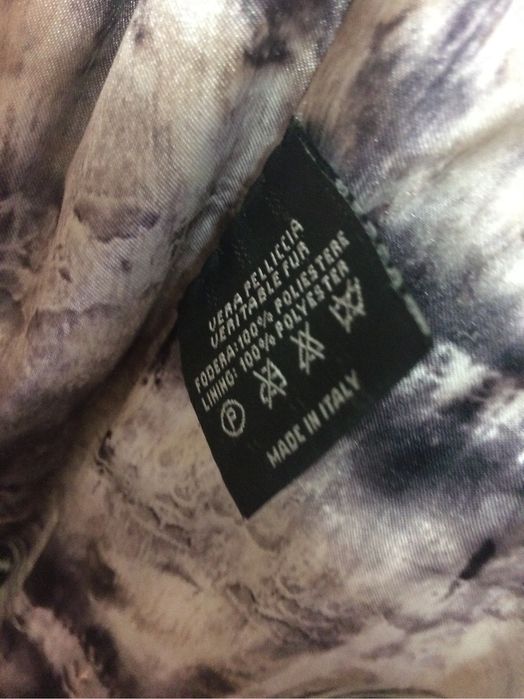 VERA PELLICCIA
VERITABLE FUR
FODERA:100% POLIESTERE
LINING: 100% POLYESTER
P
MADE IN ITALY